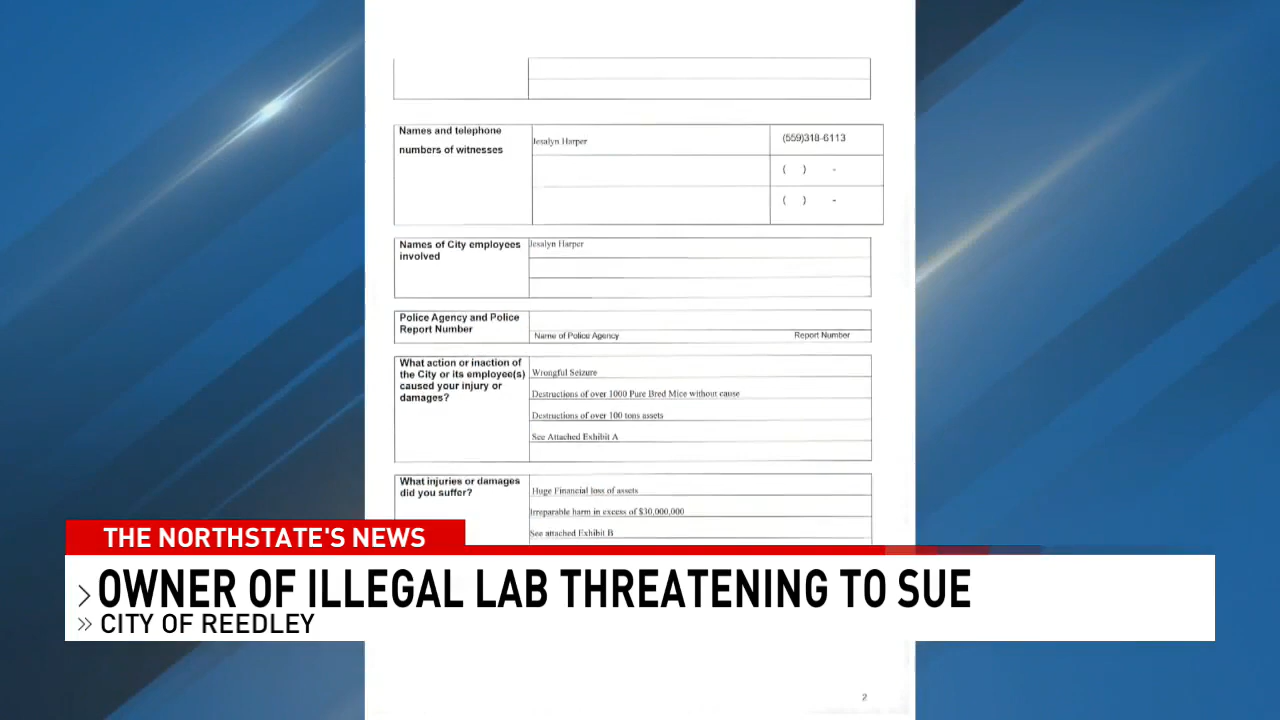 Names and telephone
numbers of witnesses
Jesalyn Harper
(559)318-6113
( ) -
( ) -
Names of City employees
involved
Jesalyn Harper
Police Agency and Police
Report Number
Name of Police Agency
Report Number
What action or inaction of
the City or its employee(s)
caused your injury or
damages?
Wrongful Seizure
Destructions of over 1000 Pure Bred Mice without cause
Destructions of over 100 tons assets
See Attached Exhibit A
What injuries or damages
did you suffer?
Huge Financial loss of assets
Irreparable harm in excess of $30,000,000
See attached Exhibit B
THE NORTHSTATE'S NEWS
OWNER OF ILLEGAL LAB THREATENING TO SUE
CITY OF REEDLEY
2